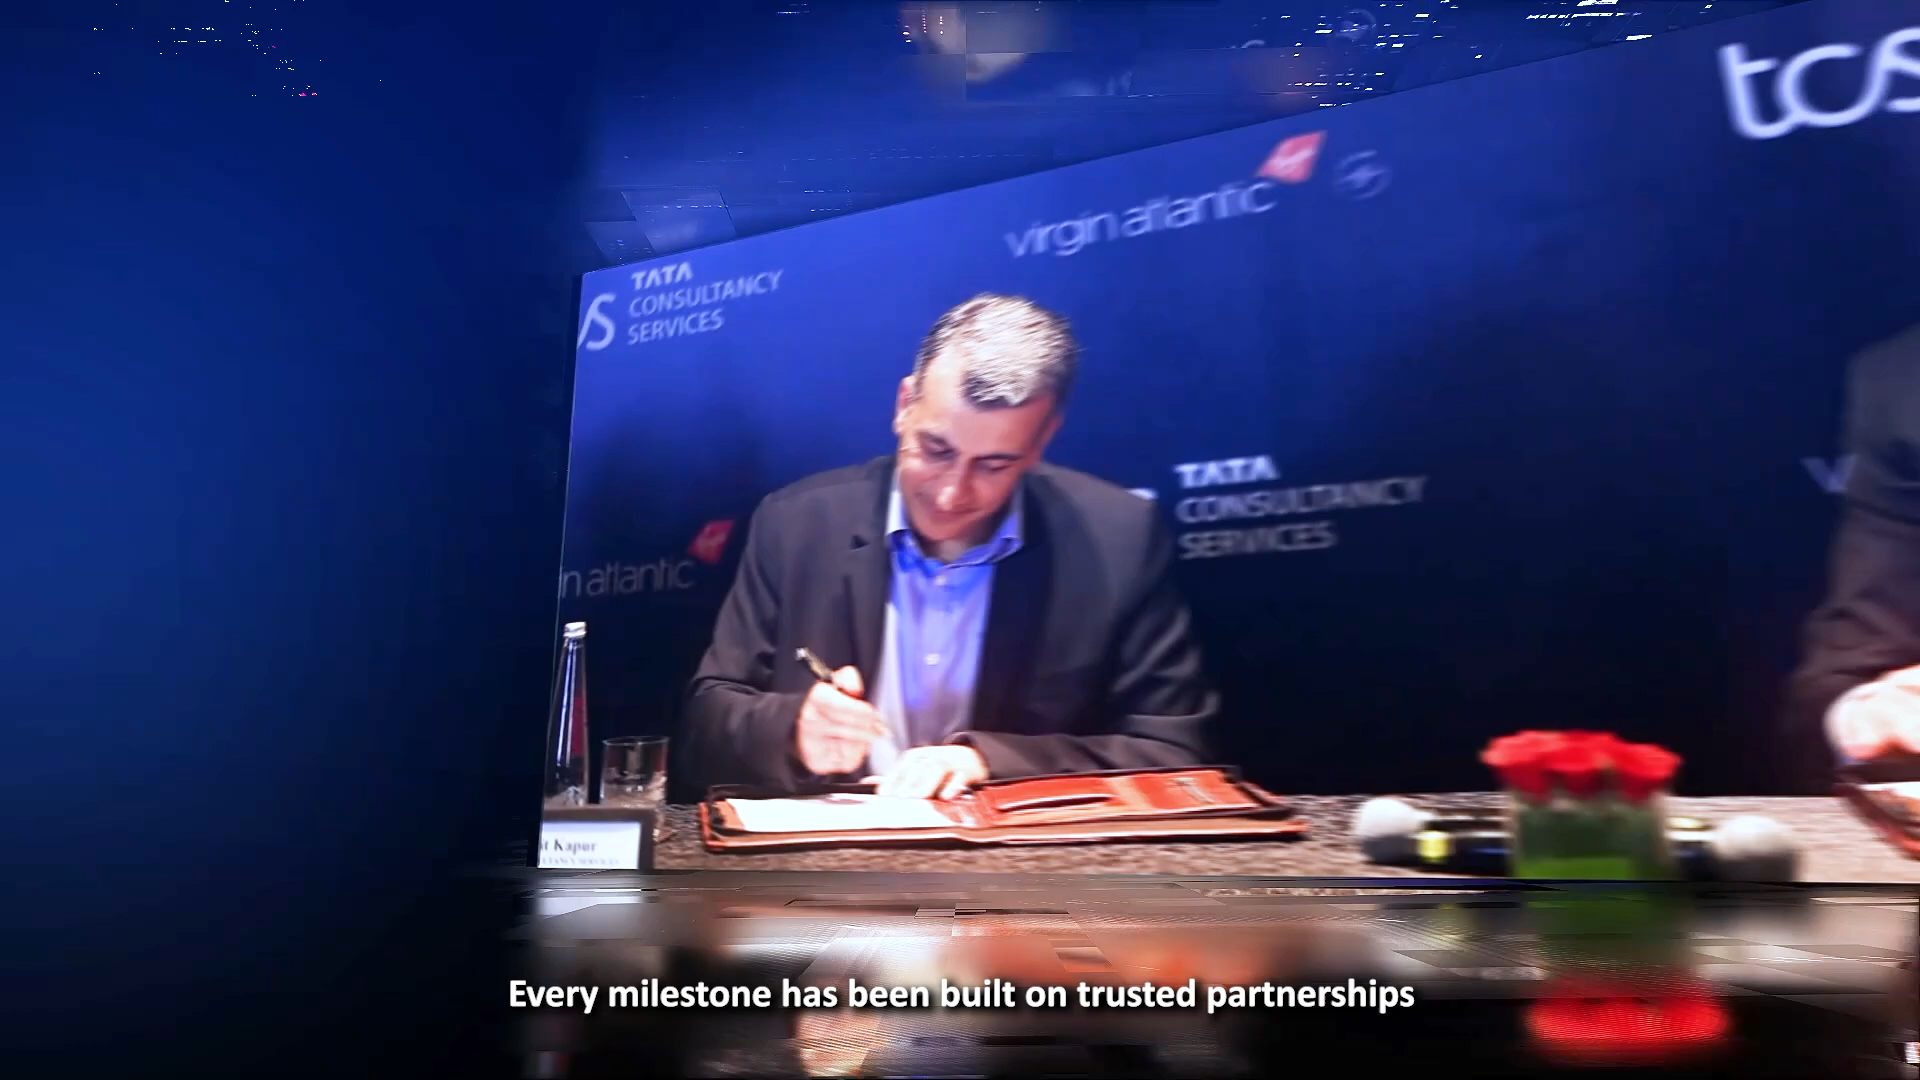 tcs
virgin atlantic
TATA
CONSULTANCY
SERVICES
TATA
CONSULTANCY
SERVICES
n atlantic
Kapur
Every milestone has been built on trusted partnerships